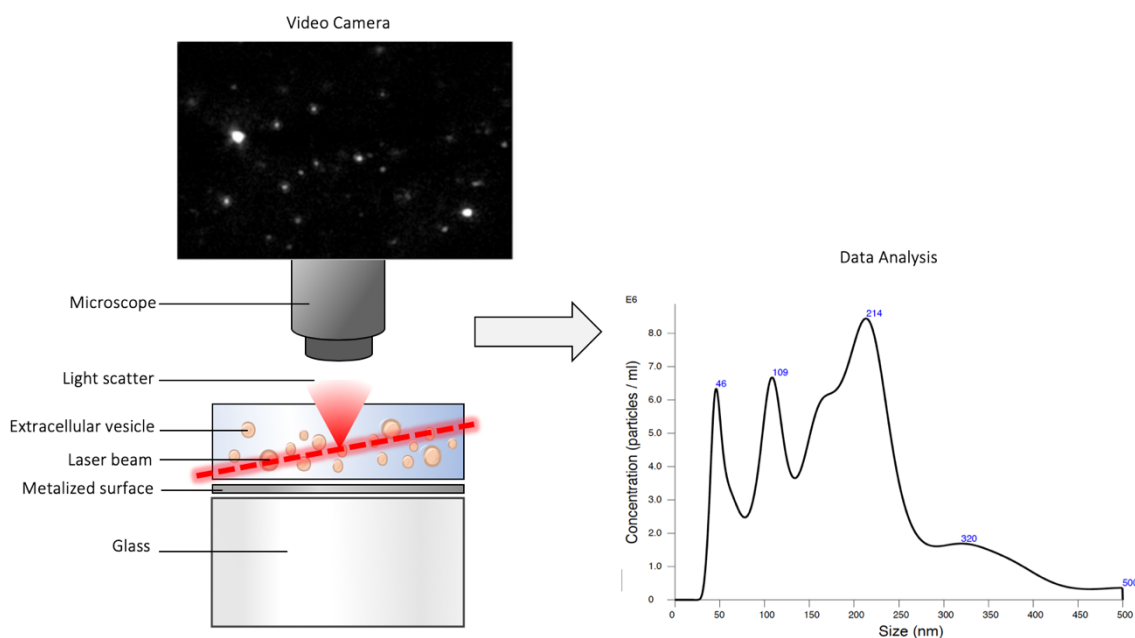 Video Camera
Microscope
Light scatter
Extracellular vesicle
Laser beam
Metalized surface
Glass
Data Analysis
E6
Concentration (particles / ml)
8.0
7.0
6.0
5.0
4.0
3.0
2.0
1.0
0
46
109
214
320
500
0
50
100
150
200
250
300
350
400
450
500
Size (nm)